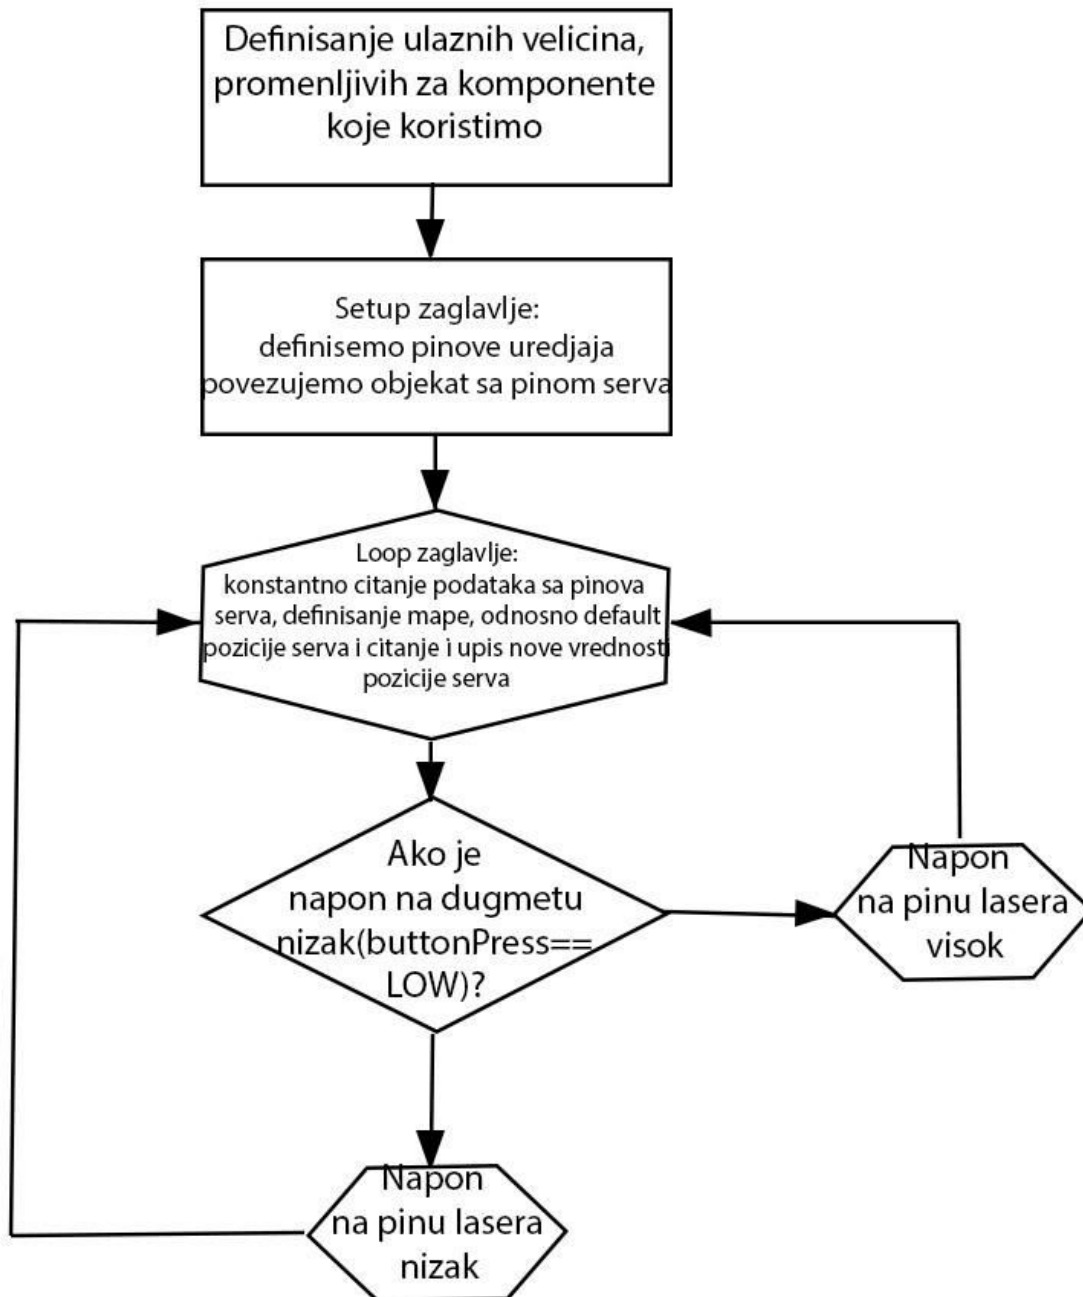 Definisanje ulaznih velicina,
promenljivih za komponente
koje koristimo
Setup zaglavlje:
definisemo pinove uredjaja
povezujemo objekat sa pinom serva
Loop zaglavlje:
konstantno citanje podataka sa pinova
serva, definisanje mape, odnosno default
pozicije serva i citanje i upis nove vrednosti
pozicije serva
Ako je
napon na dugmetu
nizak(buttonPress==
LOW)?
Napon
na pinu lasera
visok
Napon
na pinu lasera
nizak